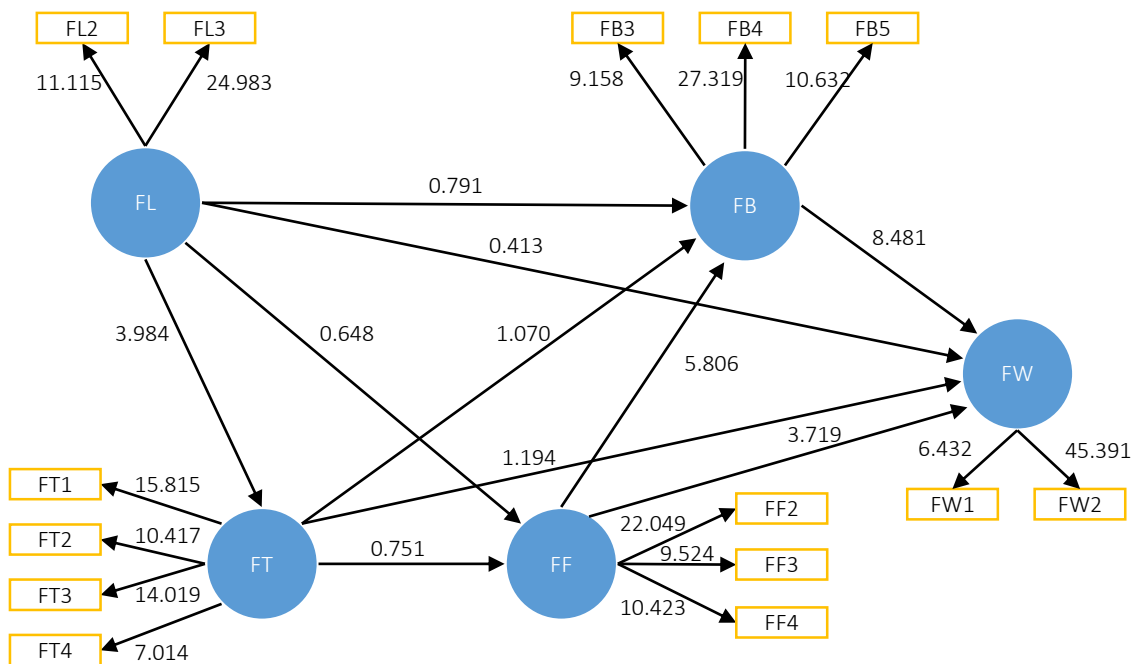 FL2
FL3
FB3
FB4
FB5
11.115
24.983
9.158
27.319
10.632
FL
FB
0.791
0.413
8.481
3.984
0.648
1.070
5.806
FW
1.194
3.719
6.432
45.391
FT1
15.815
FW1
FW2
FT2
10.417
22.049
FF2
FT
0.751
FF
9.524
FF3
FT3
14.019
10.423
FF4
FT4
7.014